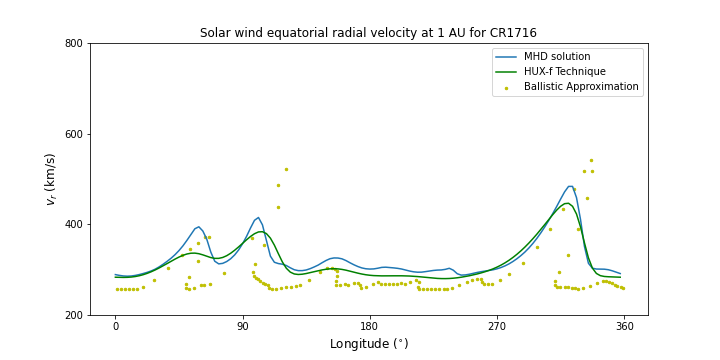 Solar wind equatorial radial velocity at 1 AU for CR1716
MHD solution
HUX-f Technique
Ballistic Approximation
800
600
400
200
v_r (km/s)
0
90
180
270
360
Longitude (°)